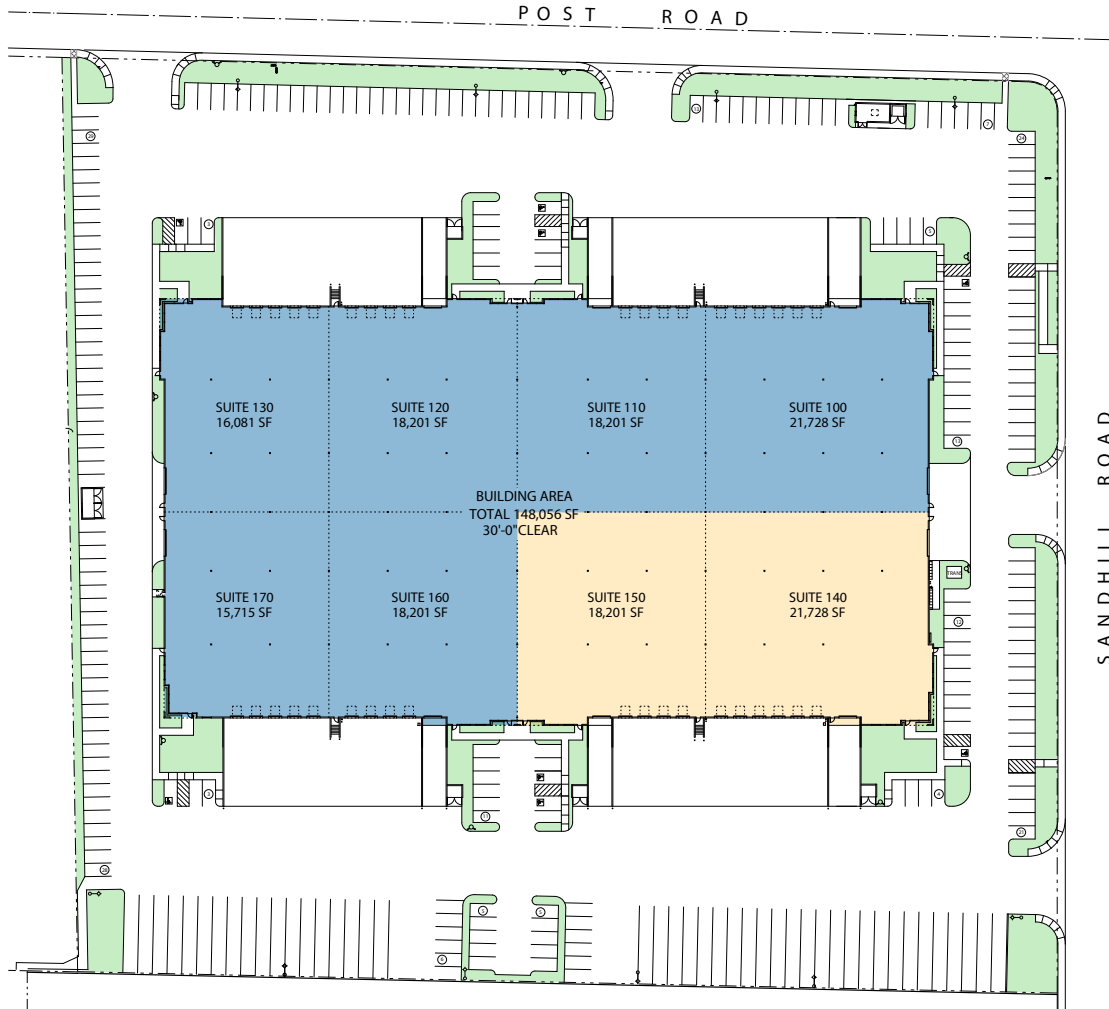 POST ROAD
SUITE 130
16,081 SF
SUITE 120
18,201 SF
SUITE 110
18,201 SF
SUITE 100
21,728 SF
BUILDING AREA
TOTAL 148,056 SF
30'-0"CLEAR
SUITE 170
15,715 SF
SUITE 160
18,201 SF
SUITE 150
18,201 SF
SUITE 140
21,728 SF
SANDHILL ROAD
TRANS